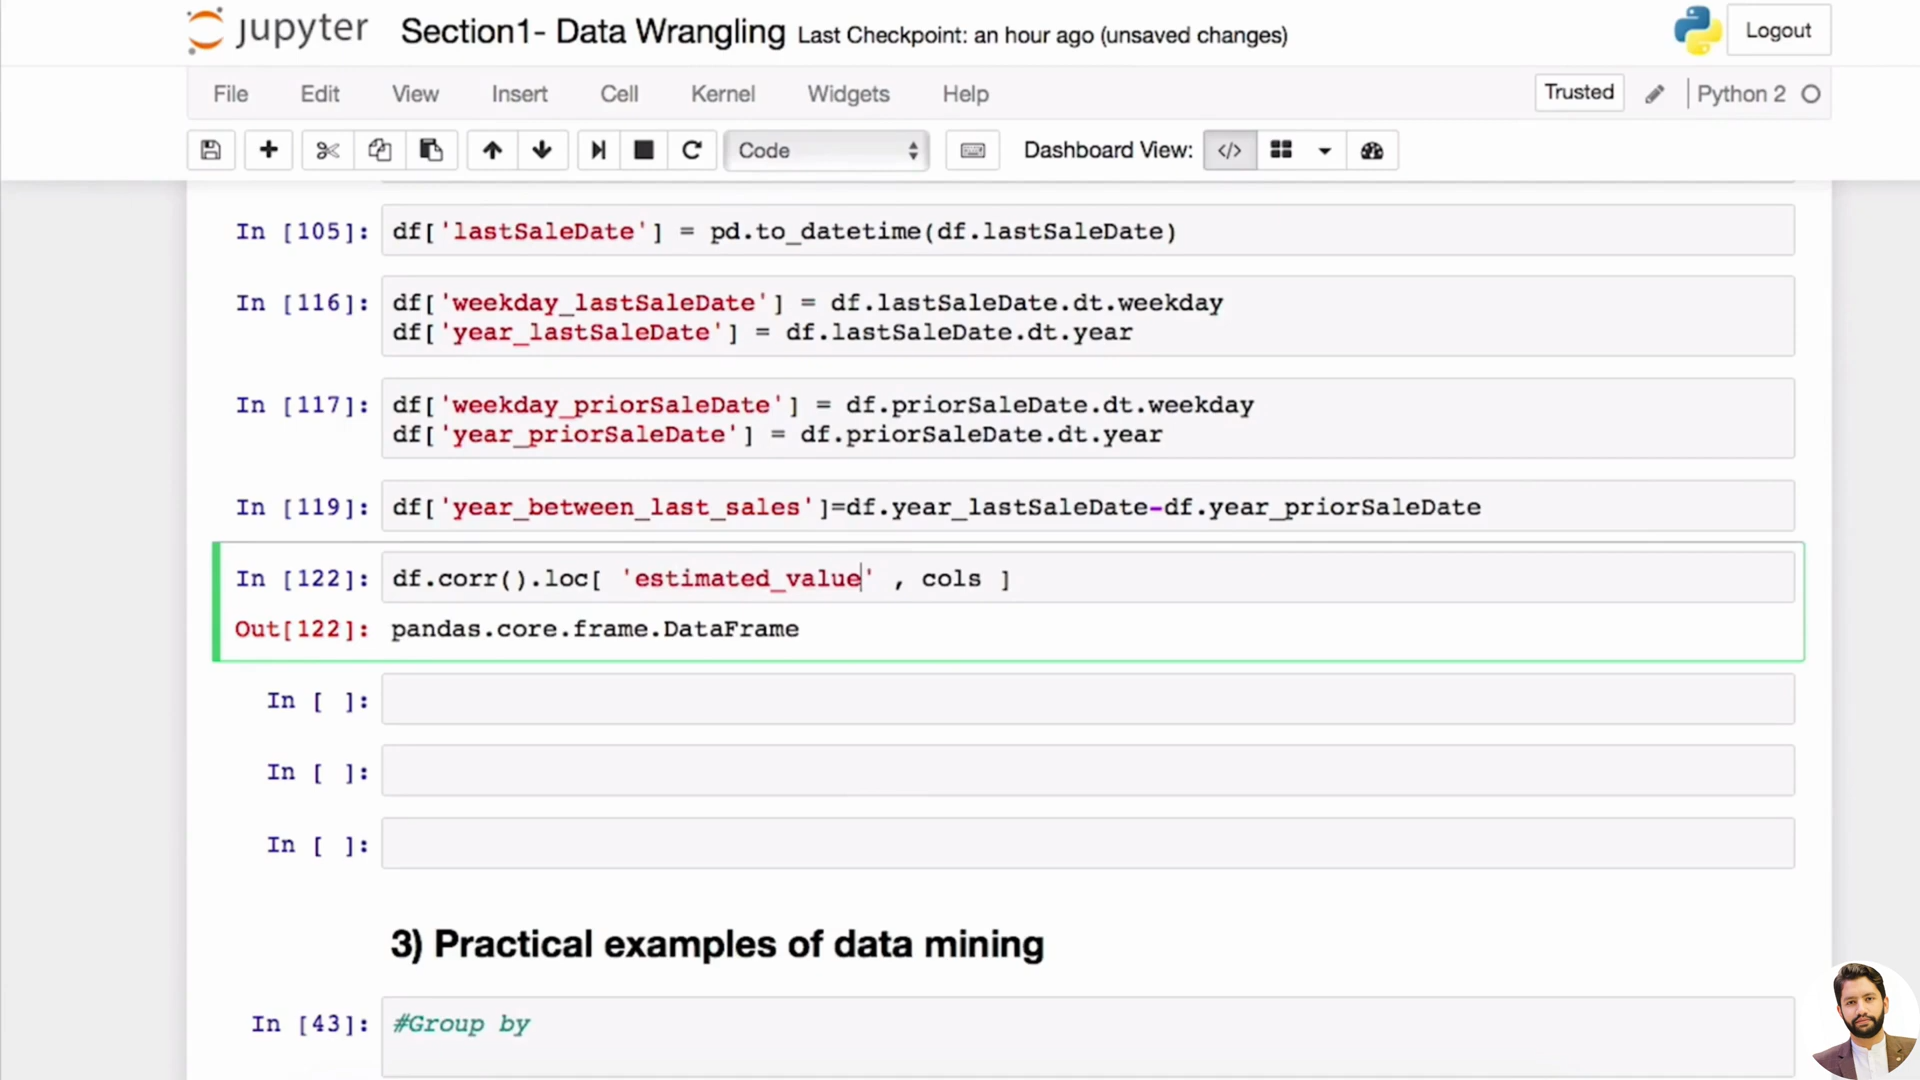 jupyter Section1- Data Wrangling Last Checkpoint: an hour ago (unsaved changes) Logout
File Edit View Insert Cell Kernel Widgets Help Trusted Python 2
Code Dashboard View: </>
In [105]: df['lastSaleDate'] = pd.to_datetime(df.lastSaleDate)
In [116]: df['weekday_lastSaleDate'] = df.lastSaleDate.dt.weekday
df['year_lastSaleDate'] = df.lastSaleDate.dt.year
In [117]: df['weekday_priorSaleDate'] = df.priorSaleDate.dt.weekday
df['year_priorSaleDate'] = df.priorSaleDate.dt.year
In [119]: df['year_between_last_sales']=df.year_lastSaleDate-df.year_priorSaleDate
In [122]: df.corr().loc[ 'estimated_value' , cols ]
Out[122]: pandas.core.frame.DataFrame
In [ ]:
In [ ]:
In [ ]:
3) Practical examples of data mining
In [43]: #Group by